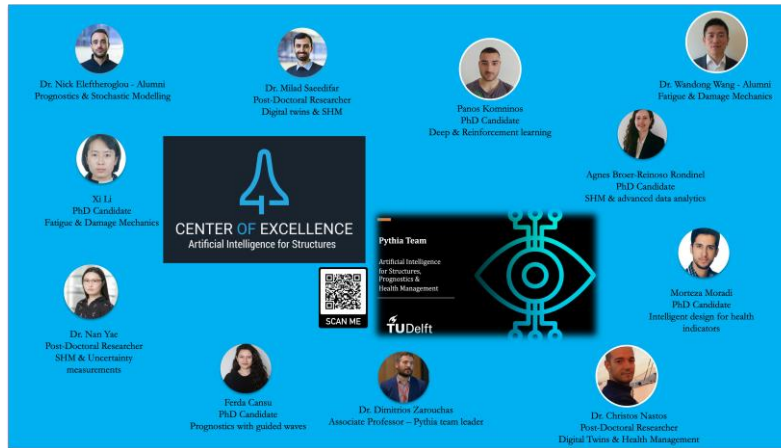 Dr. Nick Eleftheroglou - Alumni
Prognostics & Stochastic Modelling
Dr. Milad Saeedifar
Post-Doctoral Researcher
Digital twins & SHM
Panos Komninos
PhD Candidate
Deep & Reinforcement learning
Dr. Wandong Wang - Alumni
Fatigue & Damage Mechanics
Xi Li
PhD Candidate
Fatigue & Damage Mechanics
CENTER OF EXCELLENCE
Artificial Intelligence for Structures
Agnes Broer-Reinoso Rondinel
PhD Candidate
SHM & advanced data analytics
Pythia Team
Artificial Intelligence
for Structures,
Prognostics &
Health Management
TUDelft
SCAN ME
Morteza Moradi
PhD Candidate
Intelligent design for health
indicators
Dr. Nan Yae
Post-Doctoral Researcher
SHM & Uncertainty
measurements
Ferda Cansu
PhD Candidate
Prognostics with guided waves
Dr. Dimitrios Zarouchas
Associate Professor – Pythia team leader
Dr. Christos Nastos
Post-Doctoral Researcher
Digital Twins & Health Management